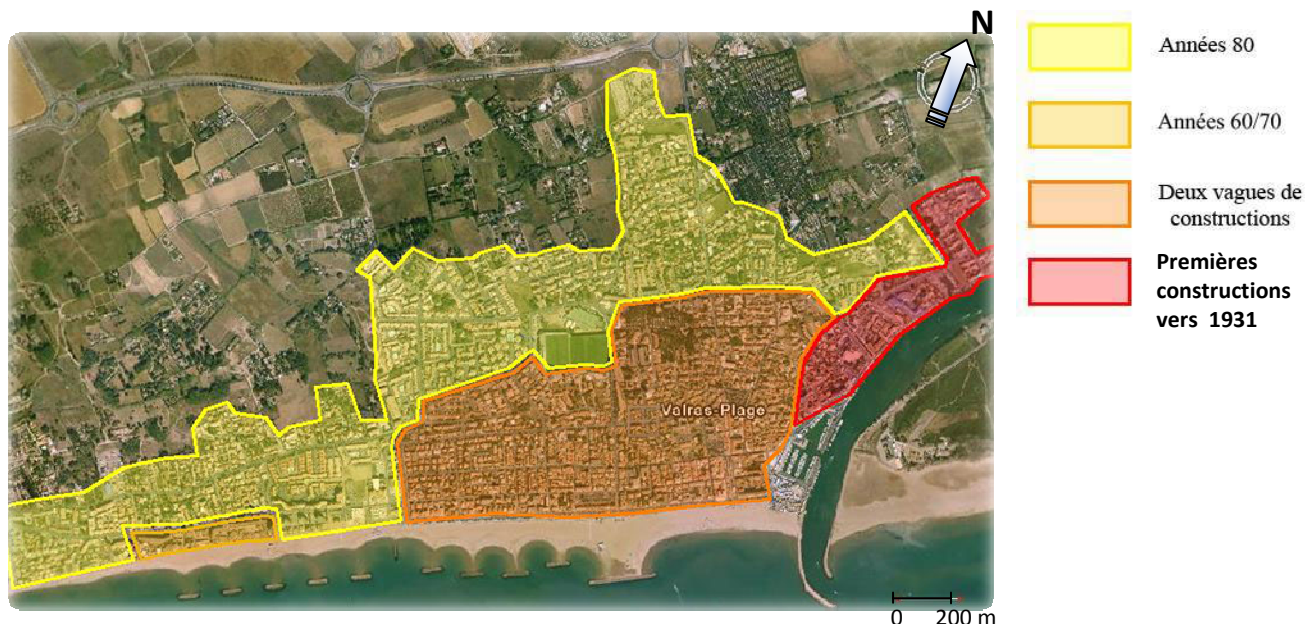 N
Années 80
Années 60/70
Deux vagues de
constructions
Premières
constructions
vers 1931
Valras-Plage
0 200 m